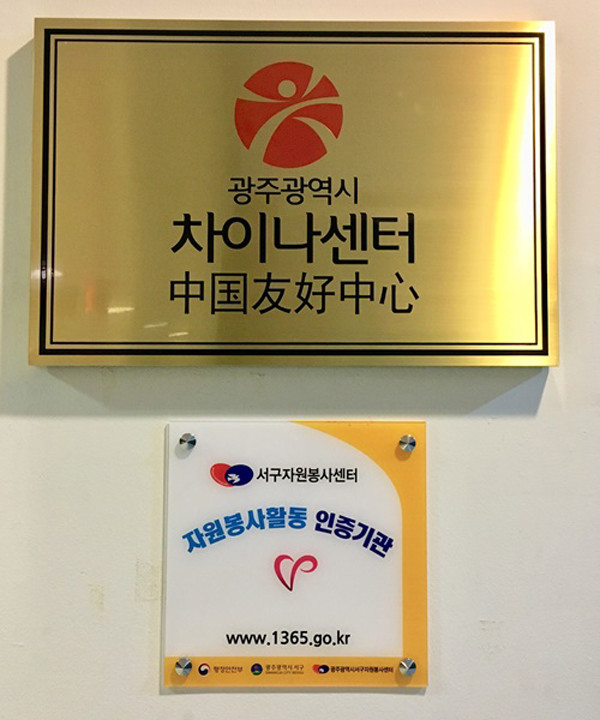 광주광역시
차이나센터
中国友好中心
서구자원봉사센터
자원봉사활동 인증기관
www.1365.go.kr
행정안전부 광주광역시 서구 광주광역시서구자원봉사센터